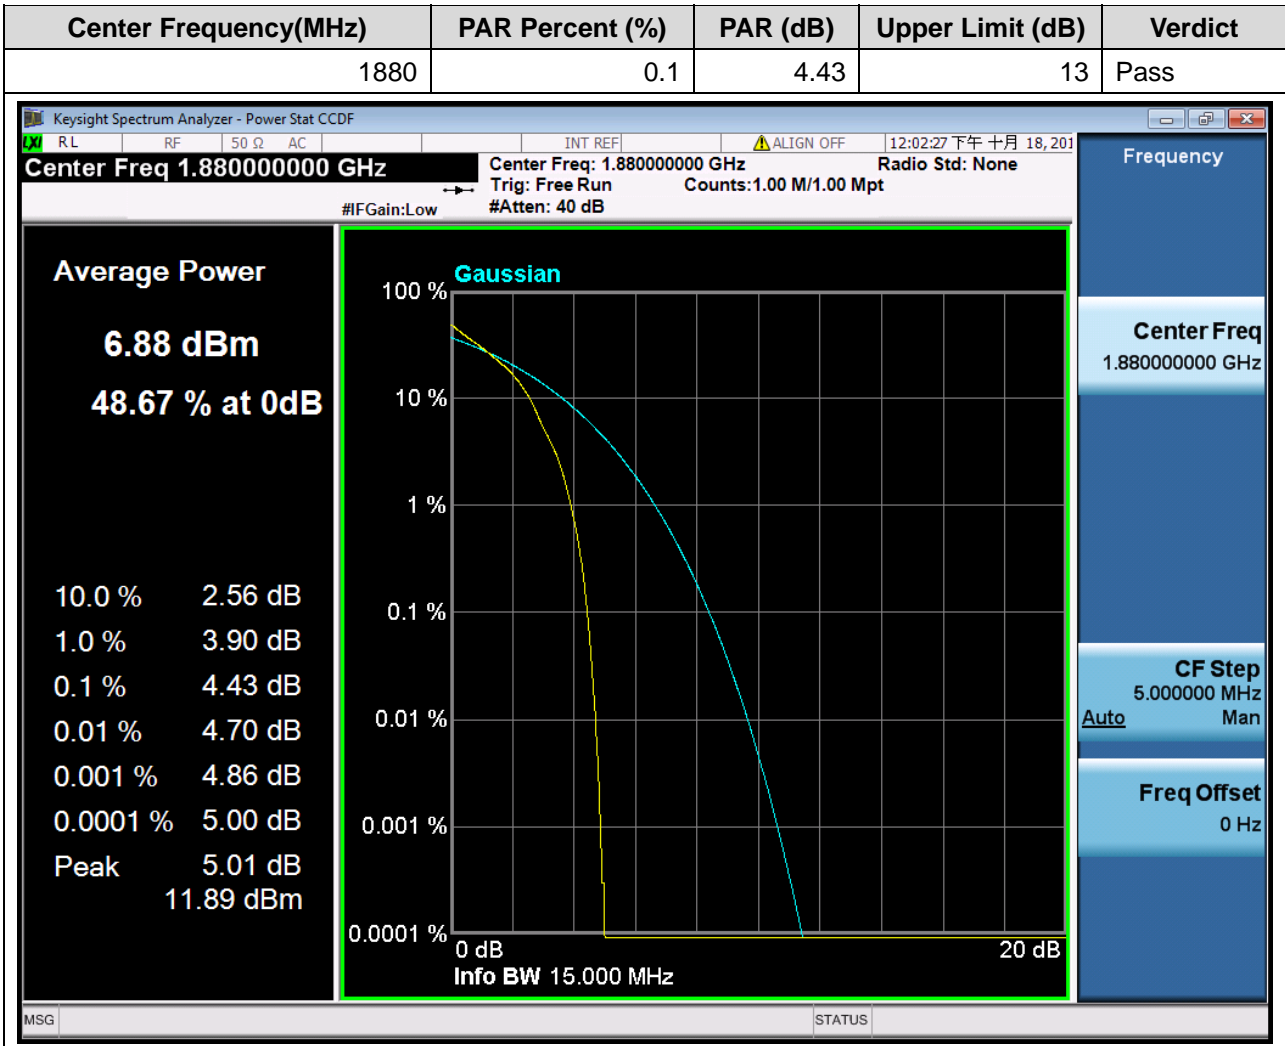 Center Frequency(MHz) PAR Percent (%) PAR (dB) Upper Limit (dB) Verdict
1880 0.1 4.43 13 Pass
Keysight Spectrum Analyzer - Power Stat CCDF
LXI RL RF 50 Ω AC INT REF ALIGN OFF 12:02:27 下午 十月 18, 201
Center Freq 1.880000000 GHz
Center Freq: 1.880000000 GHz Radio Std: None
Trig: Free Run Counts:1.00 M/1.00 Mpt
#IFGain:Low #Atten: 40 dB
Average Power
6.88 dBm
48.67 % at 0dB
10.0 % 2.56 dB
1.0 % 3.90 dB
0.1 % 4.43 dB
0.01 % 4.70 dB
0.001 % 4.86 dB
0.0001 % 5.00 dB
Peak 5.01 dB
11.89 dBm
Gaussian
100 %
10 %
1 %
0.1 %
0.01 %
0.001 %
0.0001 %
0 dB 20 dB
Info BW 15.000 MHz
Frequency
Center Freq
1.880000000 GHz
CF Step
5.000000 MHz
Auto Man
Freq Offset
0 Hz
MSG STATUS